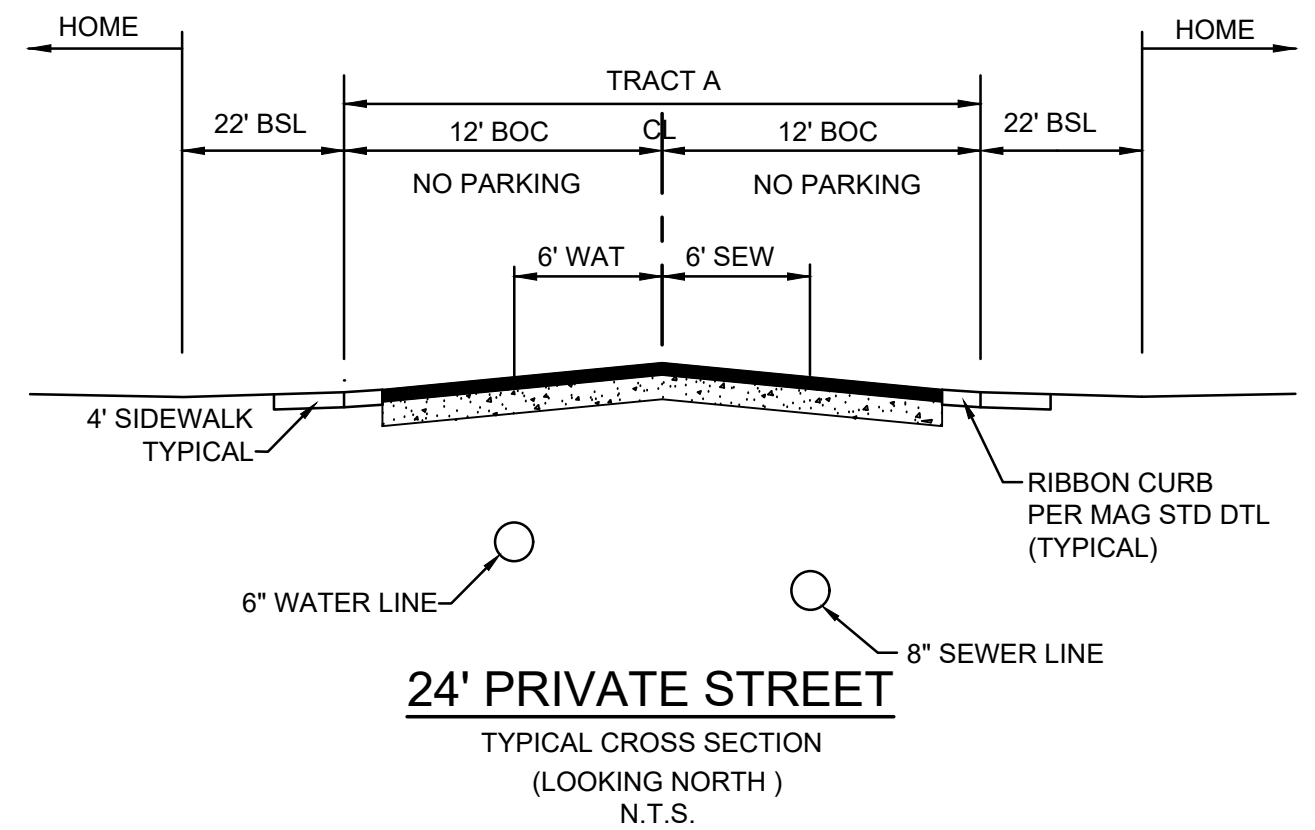 HOME
HOME
TRACT A
22' BSL
12' BOC
CL
12' BOC
22' BSL
NO PARKING
NO PARKING
6' WAT
6' SEW
4' SIDEWALK
TYPICAL
RIBBON CURB
PER MAG STD DTL
(TYPICAL)
6" WATER LINE
8" SEWER LINE
24' PRIVATE STREET
TYPICAL CROSS SECTION
(LOOKING NORTH )
N.T.S.